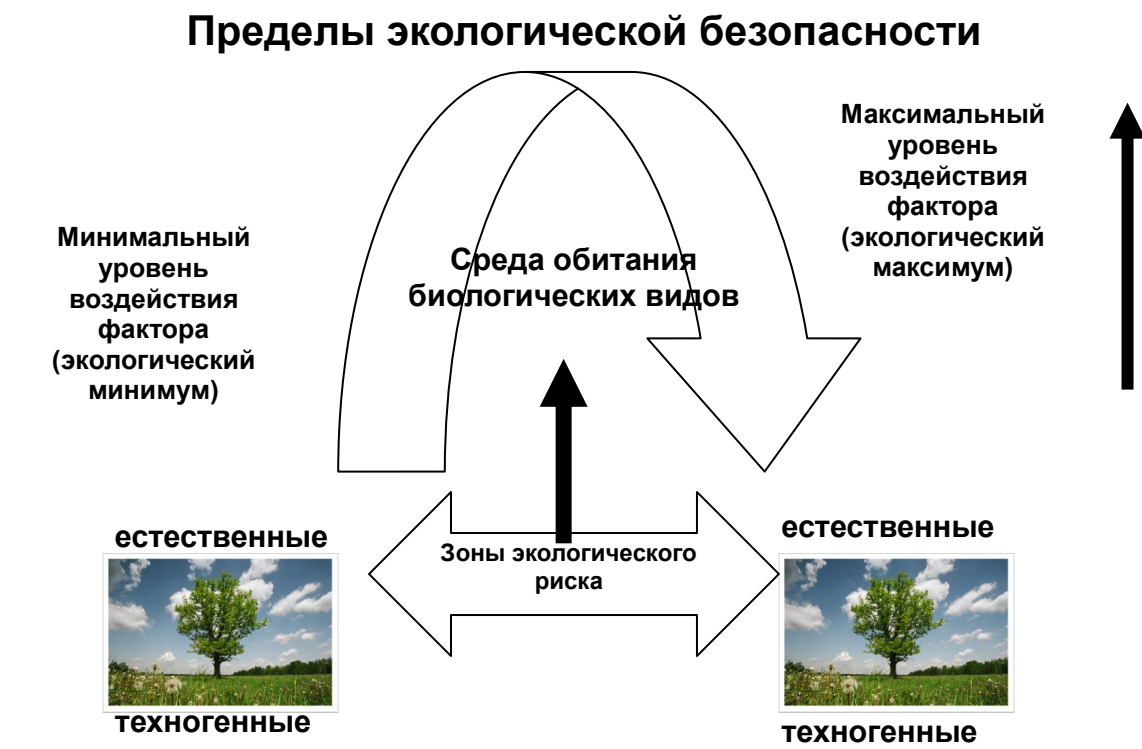 Пределы экологической безопасности
Максимальный
уровень
воздействия
фактора
(экологический
максимум)
Минимальный
уровень
воздействия
фактора
(экологический
минимум)
Среда обитания
биологических видов
естественные
Зоны экологического
риска
естественные
техногенные
техногенные